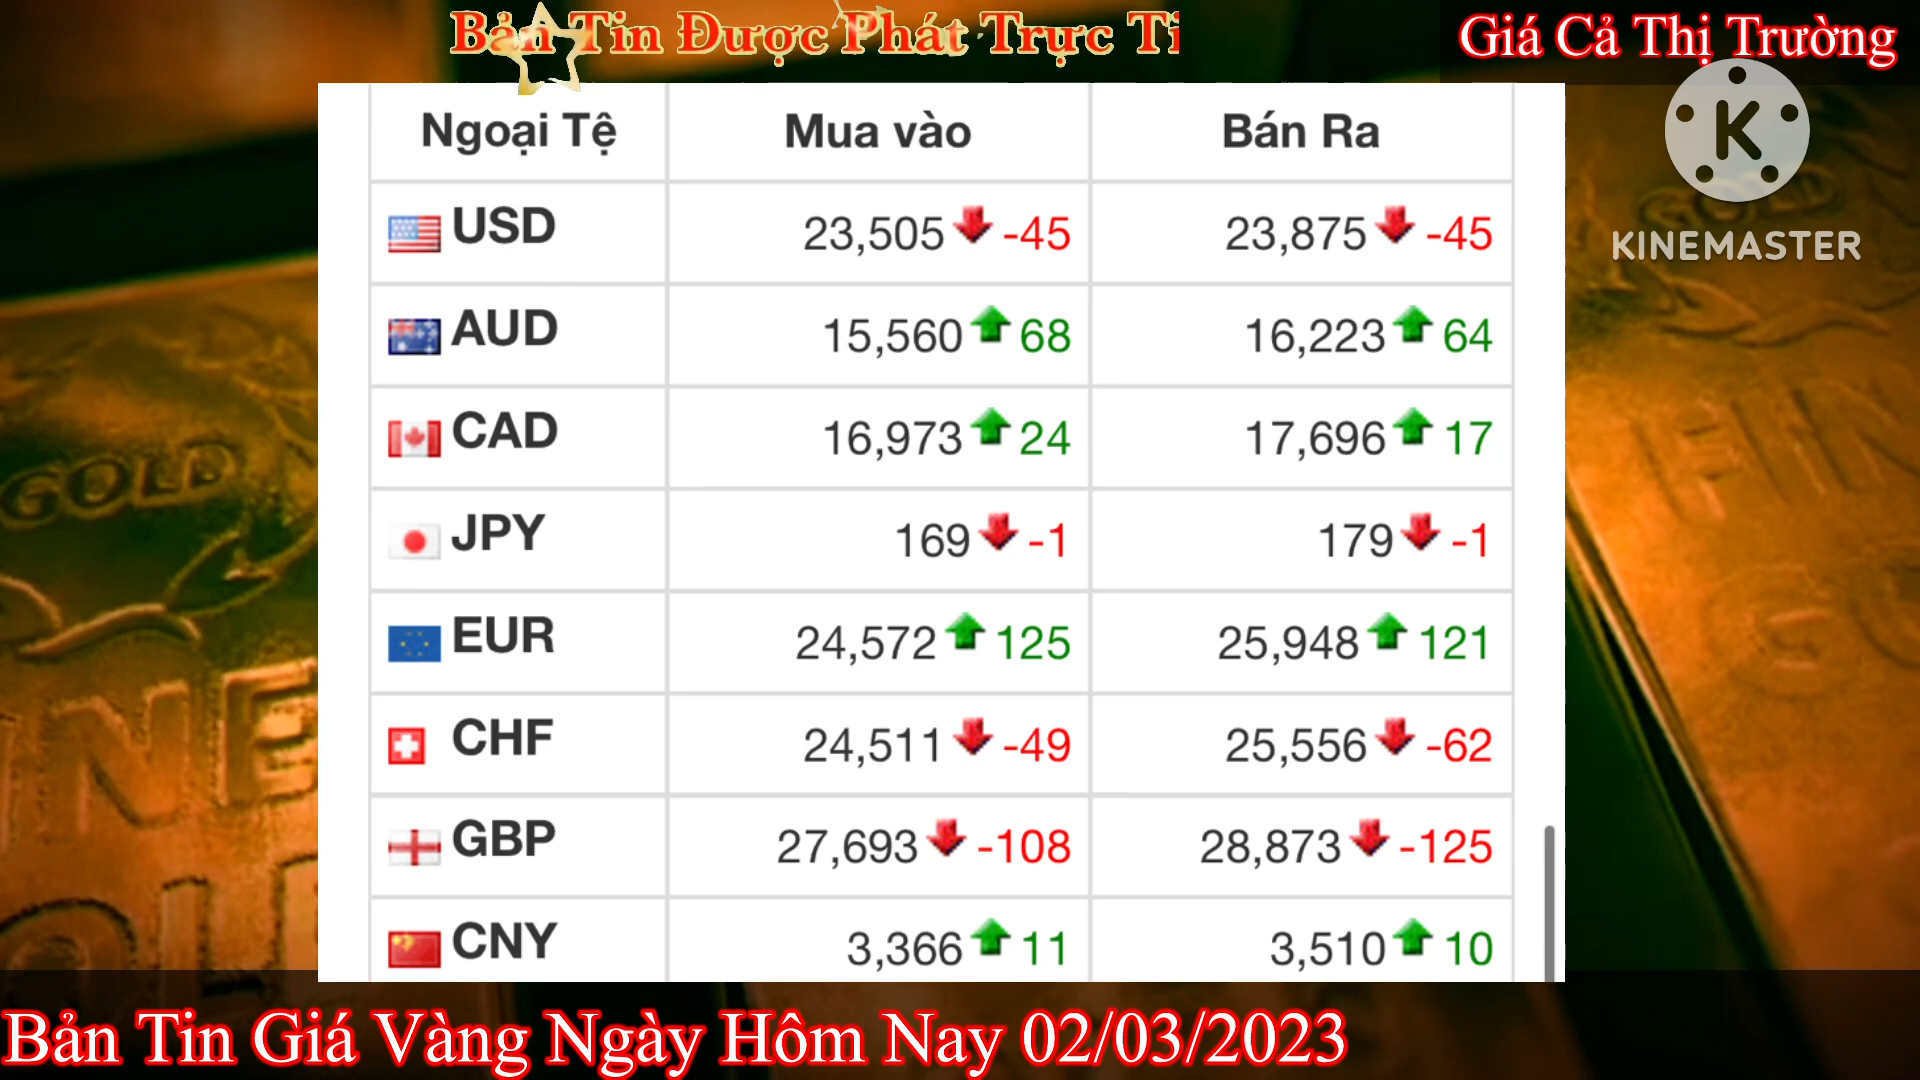 Bản Tin Được Phát Trực Ti
Giá Cả Thị Trường
K
KINEMASTER
Ngoại Tệ Mua vào Bán Ra
USD 23,505 -45 23,875 -45
AUD 15,560 68 16,223 64
CAD 16,973 24 17,696 17
JPY 169 -1 179 -1
EUR 24,572 125 25,948 121
CHF 24,511 -49 25,556 -62
GBP 27,693 -108 28,873 -125
CNY 3,366 11 3,510 10
GOLD
GOLD
FIN
INE
Bản Tin Giá Vàng Ngày Hôm Nay 02/03/2023